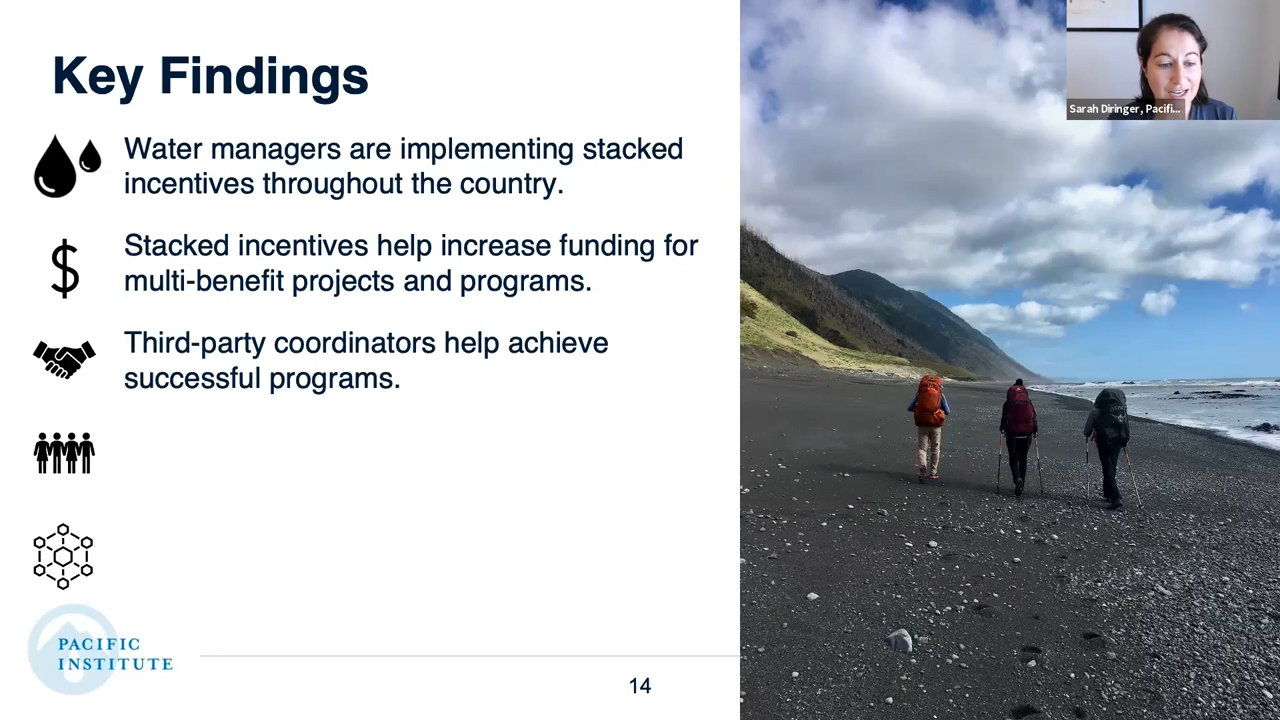 Key Findings
Water managers are implementing stacked
incentives throughout the country.
$
Stacked incentives help increase funding for
multi-benefit projects and programs.
Third-party coordinators help achieve
successful programs.
PACIFIC
INSTITUTE
14
Sarah Diringer, Pacifi...